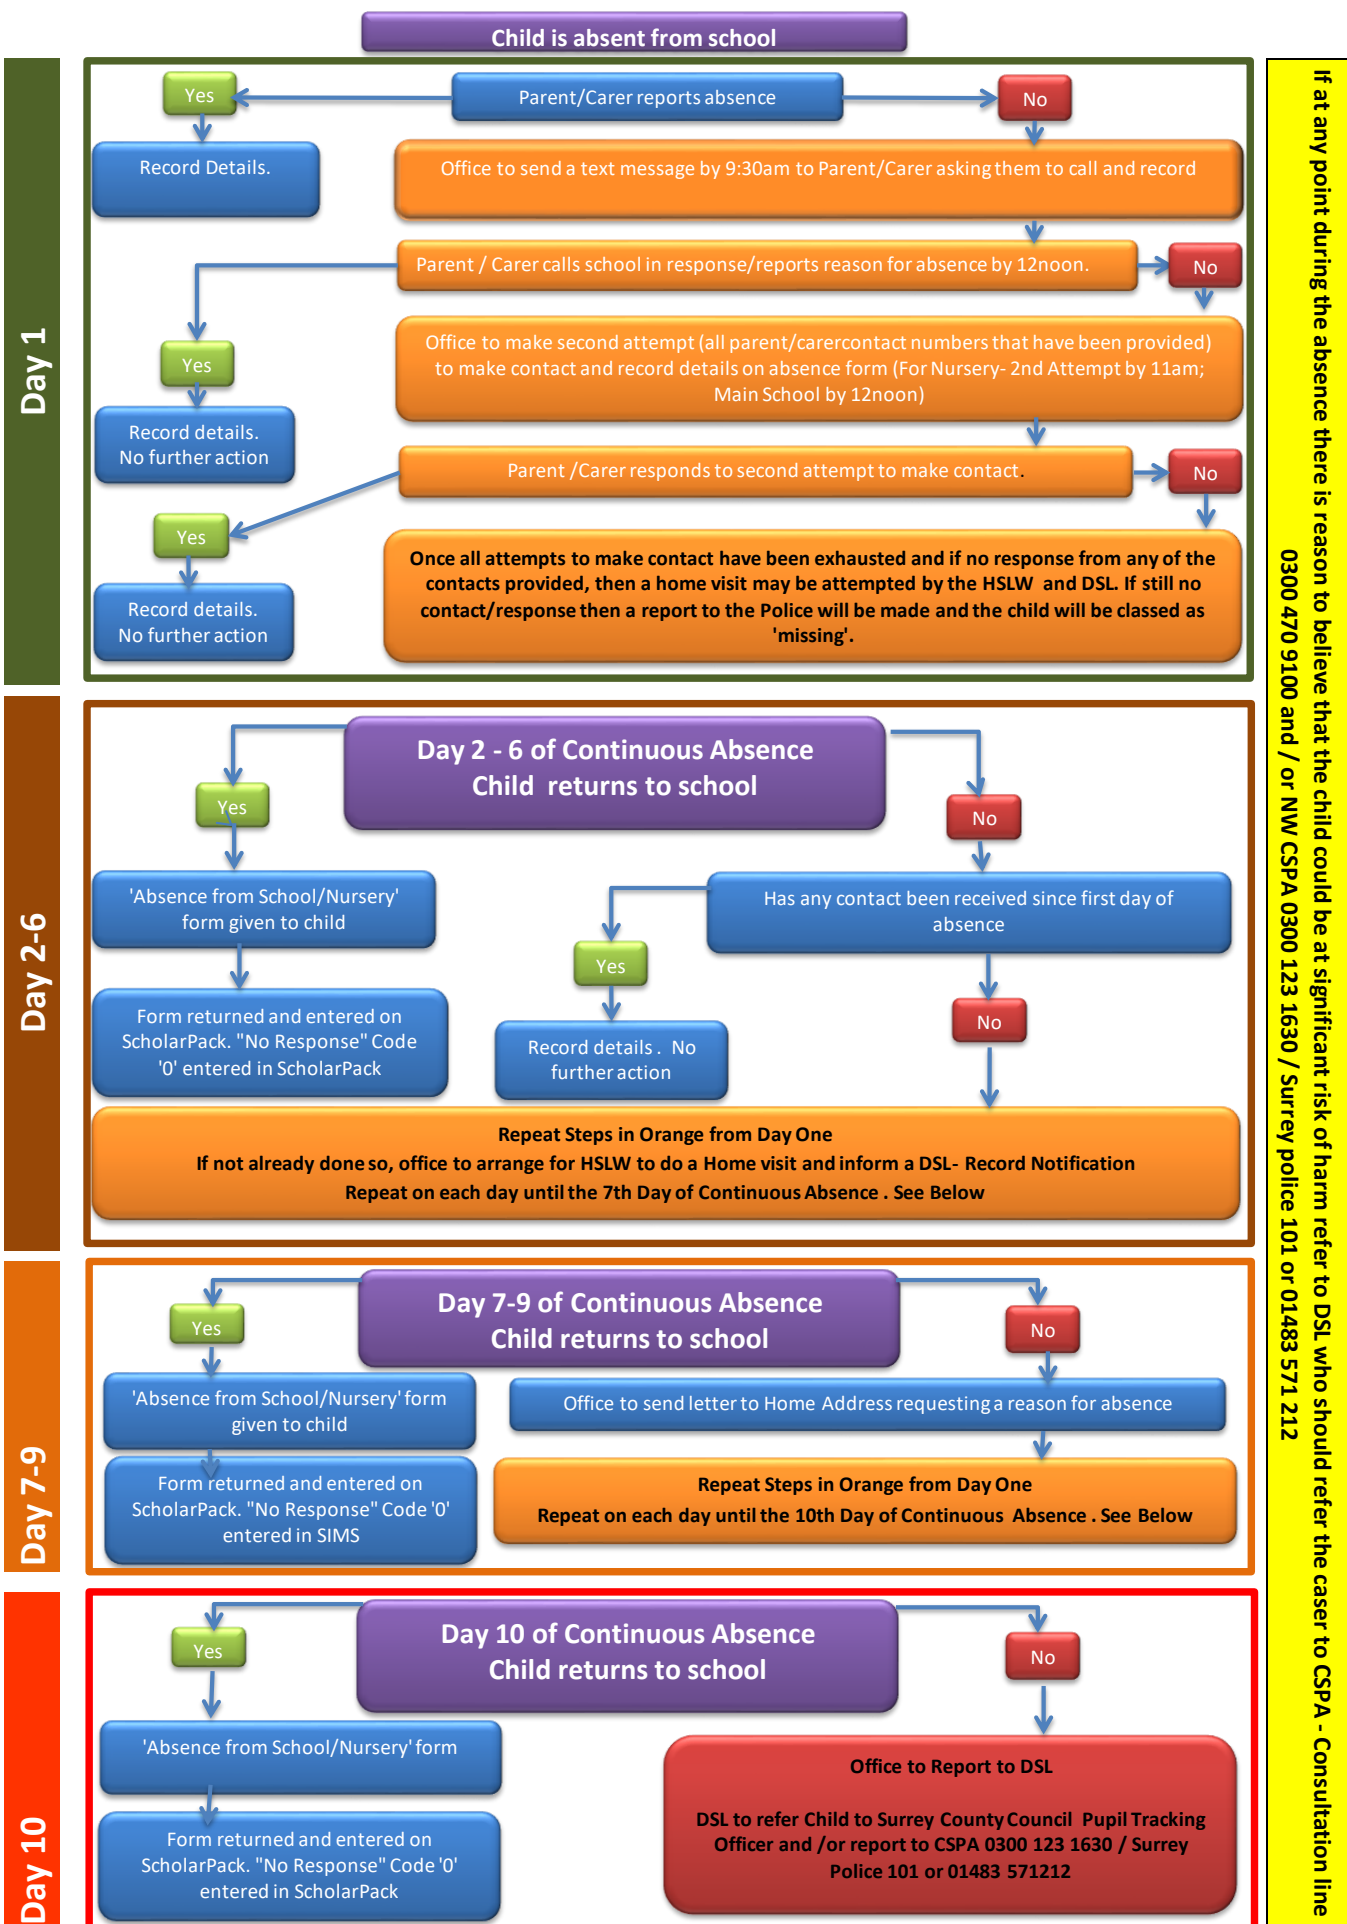 Child is absent from school
Day 1
Yes
Parent/Carer reports absence
No
Record Details.
Office to send a text message by 9:30am to Parent/Carer asking them to call and record
Parent / Carer calls school in response/reports reason for absence by 12noon.
No
Yes
Office to make second attempt (all parent/carercontact numbers that have been provided)
to make contact and record details on absence form (For Nursery- 2nd Attempt by 11am;
Main School by 12noon)
Record details.
No further action
Parent /Carer responds to second attempt to make contact.
No
Yes
Once all attempts to make contact have been exhausted and if no response from any of the
contacts provided, then a home visit may be attempted by the HSLW and DSL. If still no
contact/response then a report to the Police will be made and the child will be classed as
'missing'.
Record details.
No further action
Day 2-6
Day 2 - 6 of Continuous Absence
Child returns to school
Yes
No
'Absence from School/Nursery'
form given to child
Has any contact been received since first day of
absence
Yes
No
Form returned and entered on
ScholarPack. "No Response" Code
'0' entered in ScholarPack
Record details . No
further action
Repeat Steps in Orange from Day One
If not already done so, office to arrange for HSLW to do a Home visit and inform a DSL- Record Notification
Repeat on each day until the 7th Day of Continuous Absence . See Below
Day 7-9
Day 7-9 of Continuous Absence
Child returns to school
Yes
No
'Absence from School/Nursery' form
given to child
Office to send letter to Home Address requesting a reason for absence
Form returned and entered on
ScholarPack. "No Response" Code '0'
entered in SIMS
Repeat Steps in Orange from Day One
Repeat on each day until the 10th Day of Continuous Absence . See Below
Day 10
Day 10 of Continuous Absence
Child returns to school
Yes
No
'Absence from School/Nursery' form
Form returned and entered on
ScholarPack. "No Response" Code '0'
entered in ScholarPack
Office to Report to DSL
DSL to refer Child to Surrey County Council Pupil Tracking
Officer and /or report to CSPA 0300 123 1630 / Surrey
Police 101 or 01483 571212
If at any point during the absence there is reason to believe that the child could be at significant risk of harm refer to DSL who should refer the caser to CSPA - Consultation line
0300 470 9100 and / or NW CSPA 0300 123 1630 / Surrey police 101 or 01483 571 212